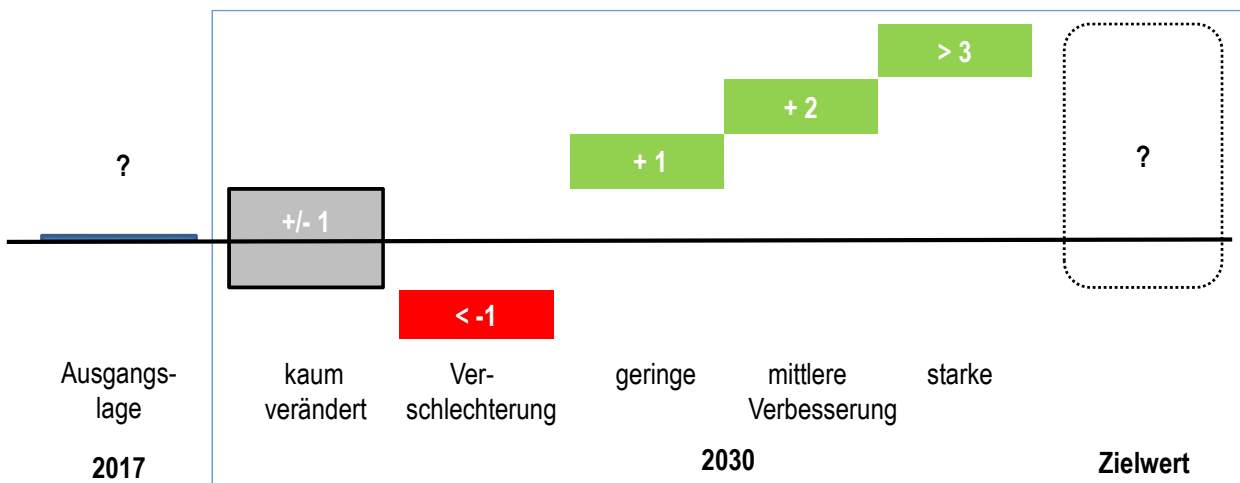 > 3
+ 2
+ 1
?
?
+/- 1
< -1
Ausgangs-
lage
kaum
verändert
Ver-
schlechterung
geringe
mittlere
Verbesserung
starke
2017
2030
Zielwert